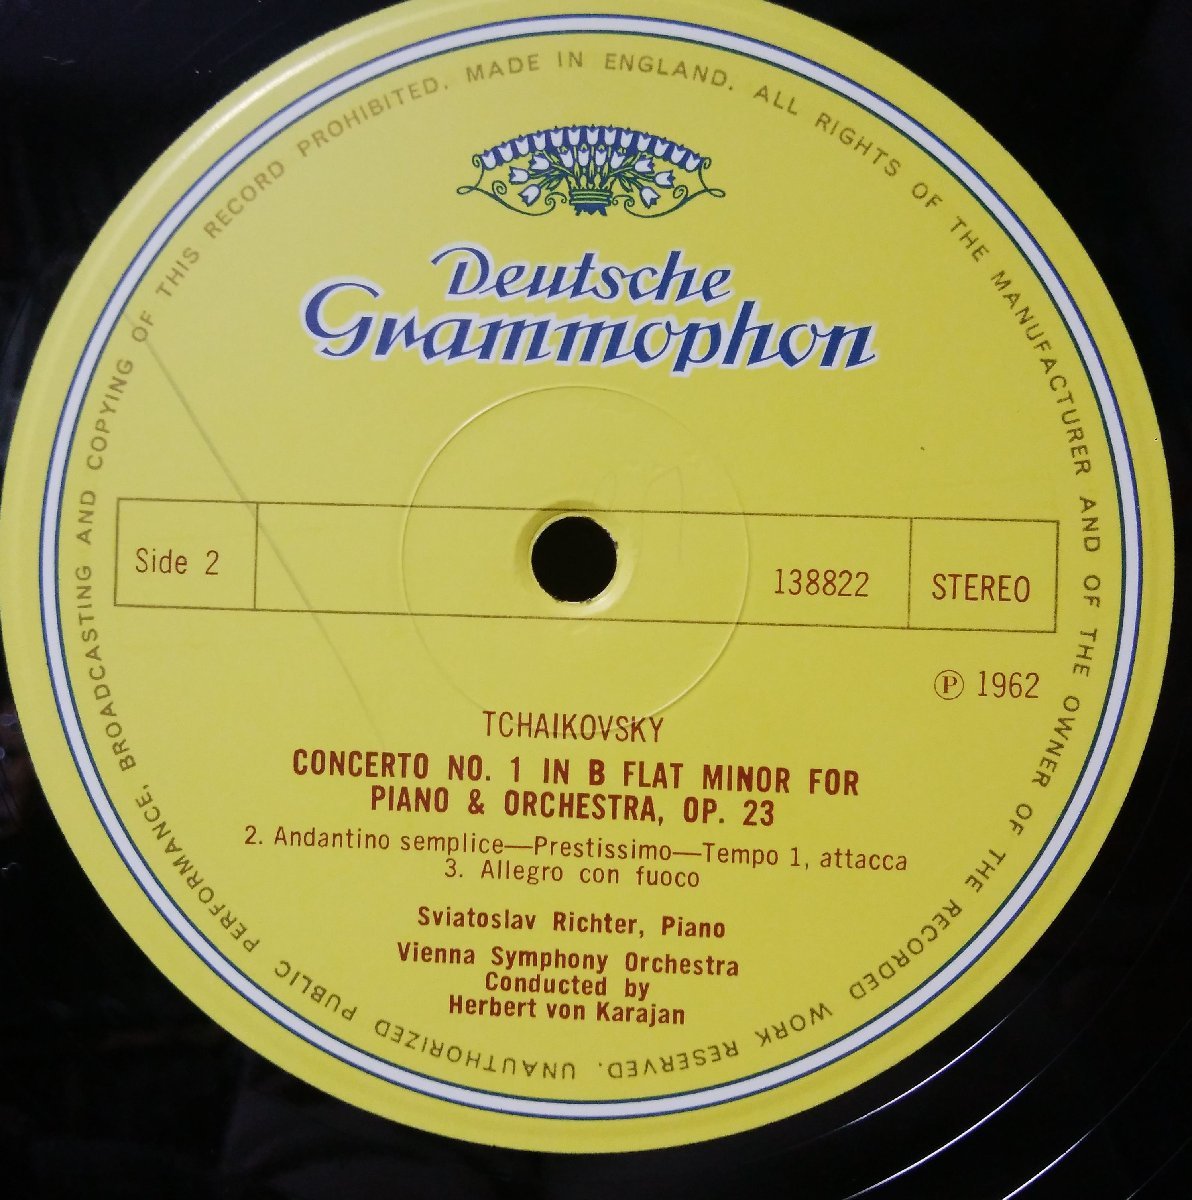 MADE IN ENGLAND. ALL RIGHTS OF THE MANUFACTURER AND OF THE OWNER OF THE RECORDED WORK RESERVED. UNAUTHORIZED PUBLIC PERFORMANCE, BROADCASTING AND COPYING OF THIS RECORD PROHIBITED.
Deutsche
Grammophon
Side 2
138822
STEREO
℗ 1962
TCHAIKOVSKY
CONCERTO NO. 1 IN B FLAT MINOR FOR
PIANO & ORCHESTRA, OP. 23
2. Andantino semplice—Prestissimo—Tempo 1, attacca
3. Allegro con fuoco
Sviatoslav Richter, Piano
Vienna Symphony Orchestra
Conducted by
Herbert von Karajan